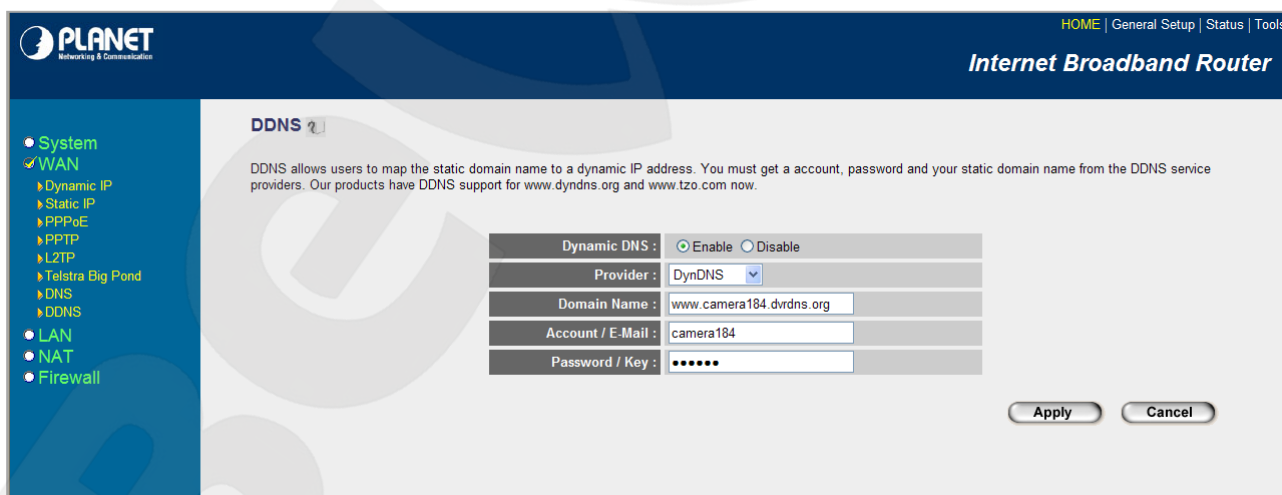 PLANET
Networking & Communication
HOME | General Setup | Status | Tools
Internet Broadband Router
System
WAN
Dynamic IP
Static IP
PPPoE
PPTP
L2TP
Telstra Big Pond
DNS
DDNS
LAN
NAT
Firewall
DDNS
DDNS allows users to map the static domain name to a dynamic IP address. You must get a account, password and your static domain name from the DDNS service
providers. Our products have DDNS support for www.dyndns.org and www.tzo.com now.
Dynamic DNS : Enable Disable
Provider : DynDNS
Domain Name : www.camera184.dvrdns.org
Account / E-Mail : camera184
Password / Key : ••••••
Apply Cancel